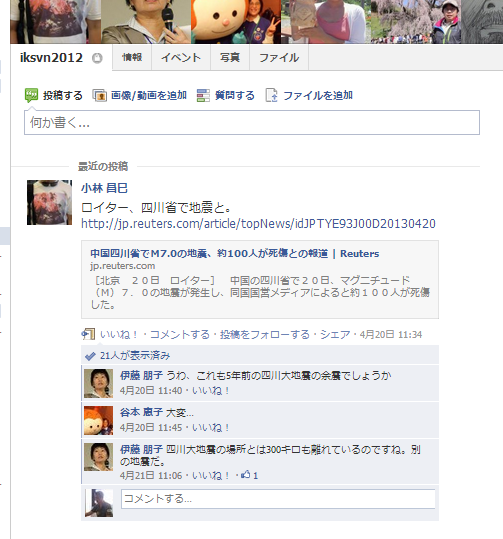 iksvn2012 情報 イベント 写真 ファイル
投稿する 画像/動画を追加 質問する ファイルを追加
何か書く...
最近の投稿
小林 昌巳
ロイター、四川省で地震と。
http://jp.reuters.com/article/topNews/idJPTYE93J00D20130420
中国四川省でM7.0の地震、約100人が死傷との報道 | Reuters
jp.reuters.com
［北京　２０日　ロイター］　中国の四川省で２０日、マグニチュード
（M）７．０の地震が発生し、同国国営メディアによると約１００人が死傷
した。
いいね！・コメントする・投稿をフォローする・シェア・4月20日 11:34
21人が表示済み
伊藤 朋子 うわ、これも5年前の四川大地震の余震でしょうか
4月20日 11:40・いいね！
谷本 恵子 大変...
4月20日 11:45・いいね！
伊藤 朋子 四川大地震の場所とは300キロも離れているのですね。別
の地震だ。
4月21日 11:06・いいね！・1
コメントする...